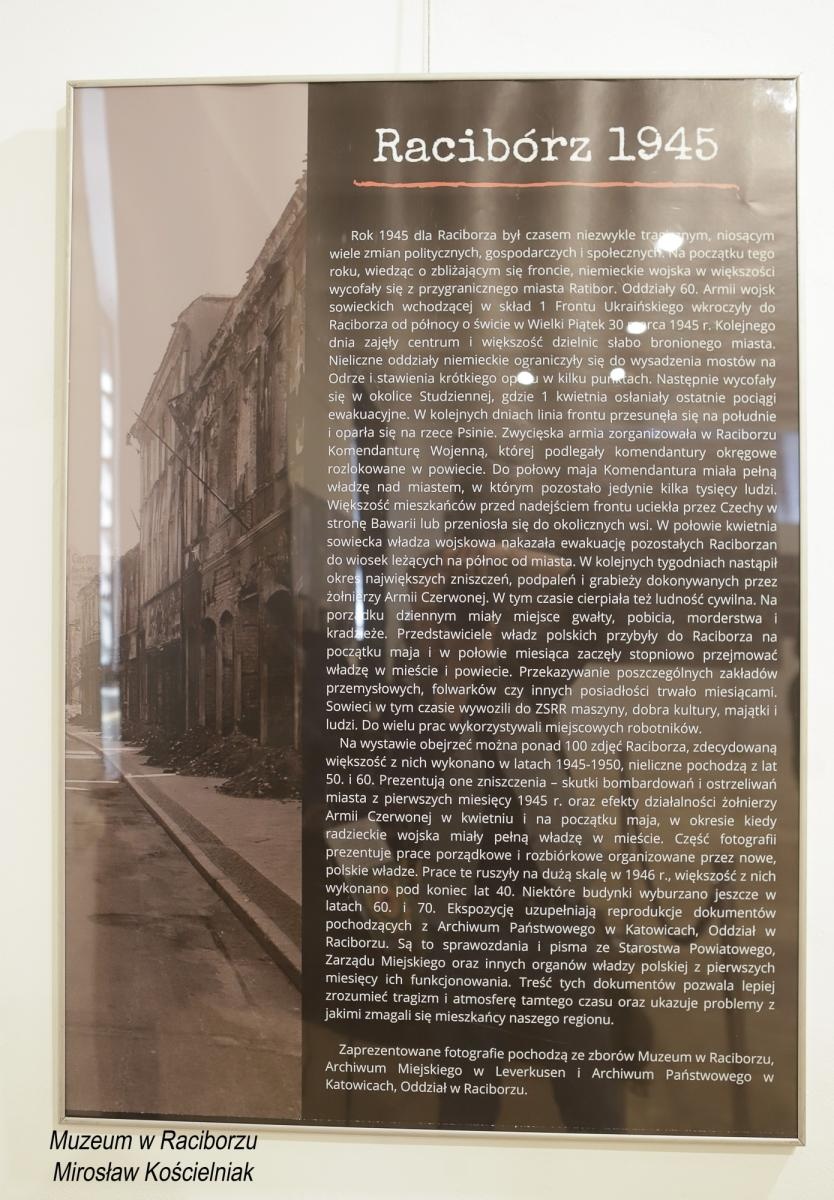 Racibórz 1945
Rok 1945 dla Raciborza był czasem niezwykle tragicznym, niosącym
wiele zmian politycznych, gospodarczych i społecznych. Na początku tego
roku, wiedząc o zbliżającym się froncie, niemieckie wojska w większości
wycofały się z przygranicznego miasta Ratibor. Oddziały 60. Armii wojsk
sowieckich wchodzącej w skład 1 Frontu Ukraińskiego wkroczyły do
Raciborza od północy o świcie w Wielki Piątek 30 marca 1945 r. Kolejnego
dnia zajęły centrum i większość dzielnic słabo bronionego miasta.
Nieliczne oddziały niemieckie ograniczyły się do wysadzenia mostów na
Odrze i stawienia krótkiego oporu w kilku punktach. Następnie wycofały
się w okolice Studziennej, gdzie 1 kwietnia osłaniały ostatnie pociągi
ewakuacyjne. W kolejnych dniach linia frontu przesunęła się na południe
i oparła się na rzece Psinie. Zwycięska armia zorganizowała w Raciborzu
Komendanturę Wojenną, której podlegały komendantury okręgowe
rozlokowane w powiecie. Do połowy maja Komendantura miała pełną
władzę nad miastem, w którym pozostało jedynie kilka tysięcy ludzi.
Większość mieszkańców przed nadejściem frontu uciekła przez Czechy w
stronę Bawarii lub przeniosła się do okolicznych wsi. W połowie kwietnia
sowiecka władza wojskowa nakazała ewakuację pozostałych Raciborzan
do wiosek leżących na północ od miasta. W kolejnych tygodniach nastąpił
okres największych zniszczeń, podpaleń i grabieży dokonywanych przez
żołnierzy Armii Czerwonej. W tym czasie cierpiała też ludność cywilna. Na
porządku dziennym miały miejsce gwałty, pobicia, morderstwa i
kradzieże. Przedstawiciele władz polskich przybyły do Raciborza na
początku maja i w połowie miesiąca zaczęły stopniowo przejmować
władzę w mieście i powiecie. Przekazywanie poszczególnych zakładów
przemysłowych, folwarków czy innych posiadłości trwało miesiącami.
Sowieci w tym czasie wywozili do ZSRR maszyny, dobra kultury, majątki i
ludzi. Do wielu prac wykorzystywali miejscowych robotników.
Na wystawie obejrzeć można ponad 100 zdjęć Raciborza, zdecydowaną
większość z nich wykonano w latach 1945-1950, nieliczne pochodzą z lat
50. i 60. Prezentują one zniszczenia – skutki bombardowań i ostrzeliwań
miasta z pierwszych miesięcy 1945 r. oraz efekty działalności żołnierzy
Armii Czerwonej w kwietniu i na początku maja, w okresie kiedy
radzieckie wojska miały pełną władzę w mieście. Część fotografii
prezentuje prace porządkowe i rozbiórkowe organizowane przez nowe,
polskie władze. Prace te ruszyły na dużą skalę w 1946 r., większość z nich
wykonano pod koniec lat 40. Niektóre budynki wyburzano jeszcze w
latach 60. i 70. Ekspozycję uzupełniają reprodukcje dokumentów
pochodzących z Archiwum Państwowego w Katowicach, Oddział w
Raciborzu. Są to sprawozdania i pisma ze Starostwa Powiatowego,
Zarządu Miejskiego oraz innych organów władzy polskiej z pierwszych
miesięcy ich funkcjonowania. Treść tych dokumentów pozwala lepiej
zrozumieć tragizm i atmosferę tamtego czasu oraz ukazuje problemy z
jakimi zmagali się mieszkańcy naszego regionu.
Zaprezentowane fotografie pochodzą ze zborów Muzeum w Raciborzu,
Archiwum Miejskiego w Leverkusen i Archiwum Państwowego w
Katowicach, Oddział w Raciborzu.
Muzeum w Raciborzu
Mirosław Kościelniak